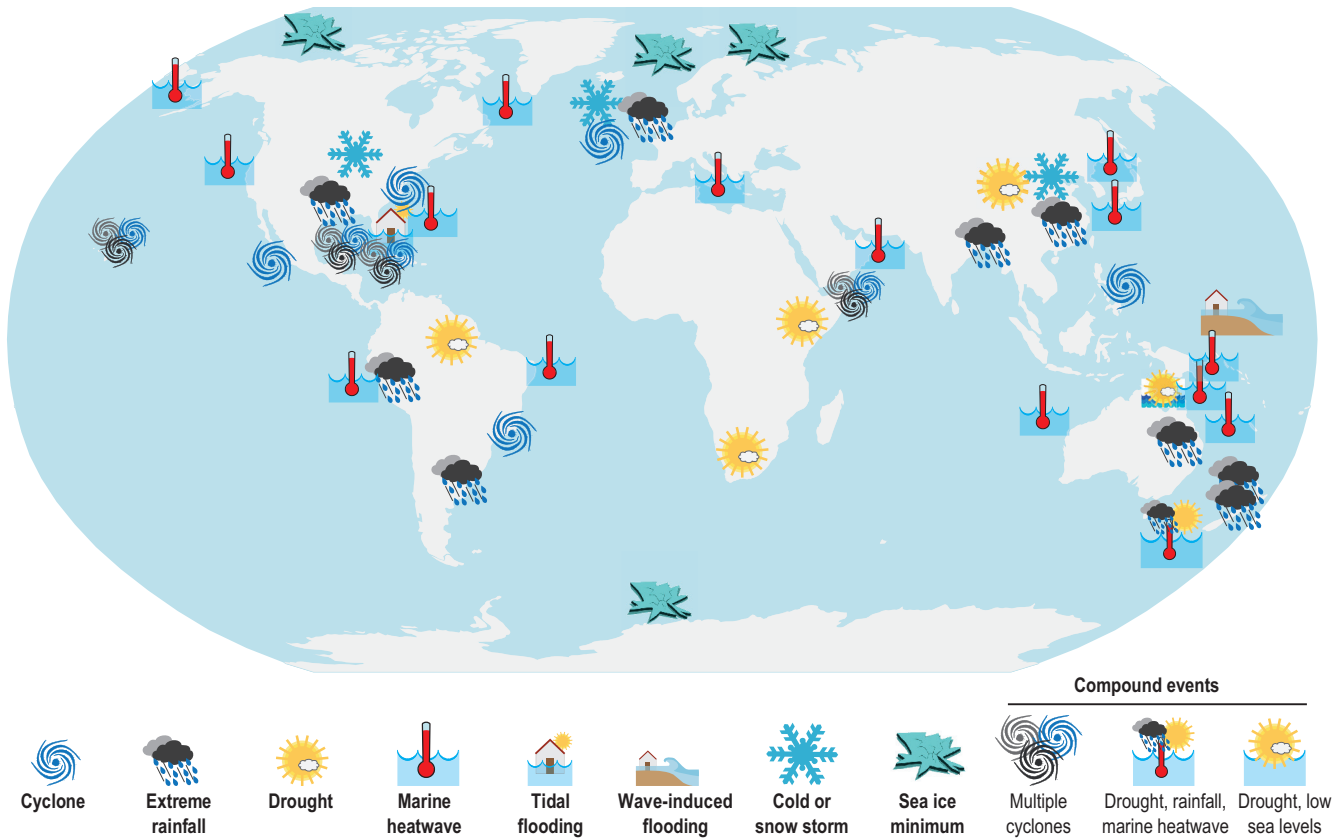 Compound events
Cyclone
Extreme
rainfall
Drought
Marine
heatwave
Tidal
flooding
Wave-induced
flooding
Cold or
snow storm
Sea ice
minimum
Multiple
cyclones
Drought, rainfall,
marine heatwave
Drought, low
sea levels